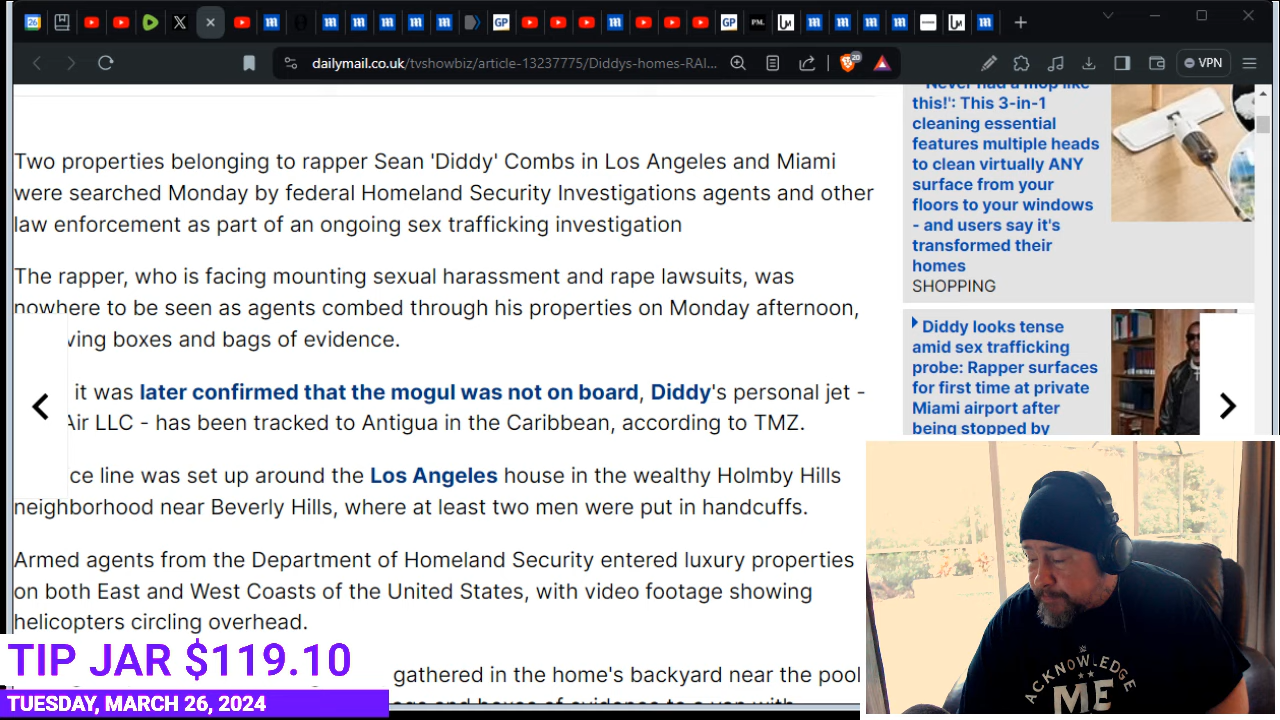 26
GP
PM.
GP
dailymail.co.uk/tvshowbiz/article-13237775/Diddys-homes-RAI...
20
VPN
Two properties belonging to rapper Sean 'Diddy' Combs in Los Angeles and Miami
were searched Monday by federal Homeland Security Investigations agents and other
law enforcement as part of an ongoing sex trafficking investigation
The rapper, who is facing mounting sexual harassment and rape lawsuits, was
nowhere to be seen as agents combed through his properties on Monday afternoon,
ving boxes and bags of evidence.
it was later confirmed that the mogul was not on board, Diddy's personal jet -
Air LLC - has been tracked to Antigua in the Caribbean, according to TMZ.
ce line was set up around the Los Angeles house in the wealthy Holmby Hills
neighborhood near Beverly Hills, where at least two men were put in handcuffs.
Armed agents from the Department of Homeland Security entered luxury properties
on both East and West Coasts of the United States, with video footage showing
helicopters circling overhead.
gathered in the home's backyard near the pool
this!': This 3-in-1
cleaning essential
features multiple heads
to clean virtually ANY
surface from your
floors to your windows
- and users say it's
transformed their
homes
SHOPPING
Diddy looks tense
amid sex trafficking
probe: Rapper surfaces
for first time at private
Miami airport after
being stopped by
TIP JAR $119.10
TUESDAY, MARCH 26, 2024
ACKNOWLEDGE
ME